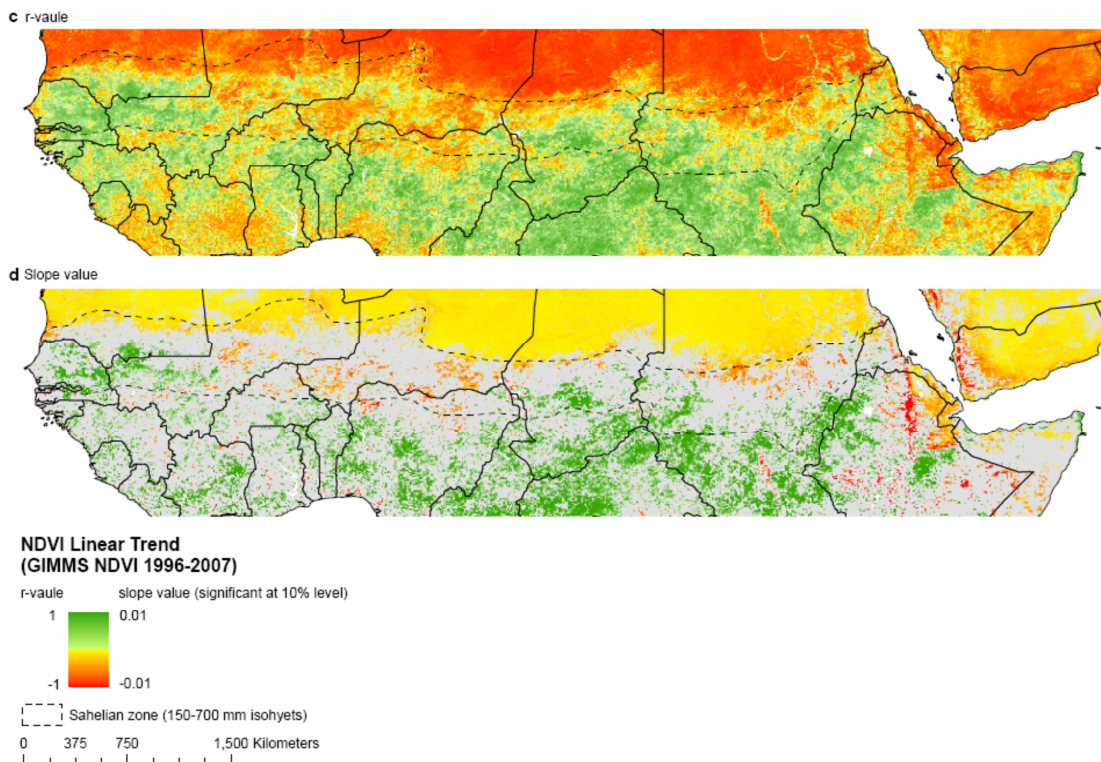 c r-vaule
d Slope value
NDVI Linear Trend
(GIMMS NDVI 1996-2007)
r-vaule slope value (significant at 10% level)
1 0.01
-1 -0.01
Sahelian zone (150-700 mm isohyets)
0 375 750 1,500 Kilometers